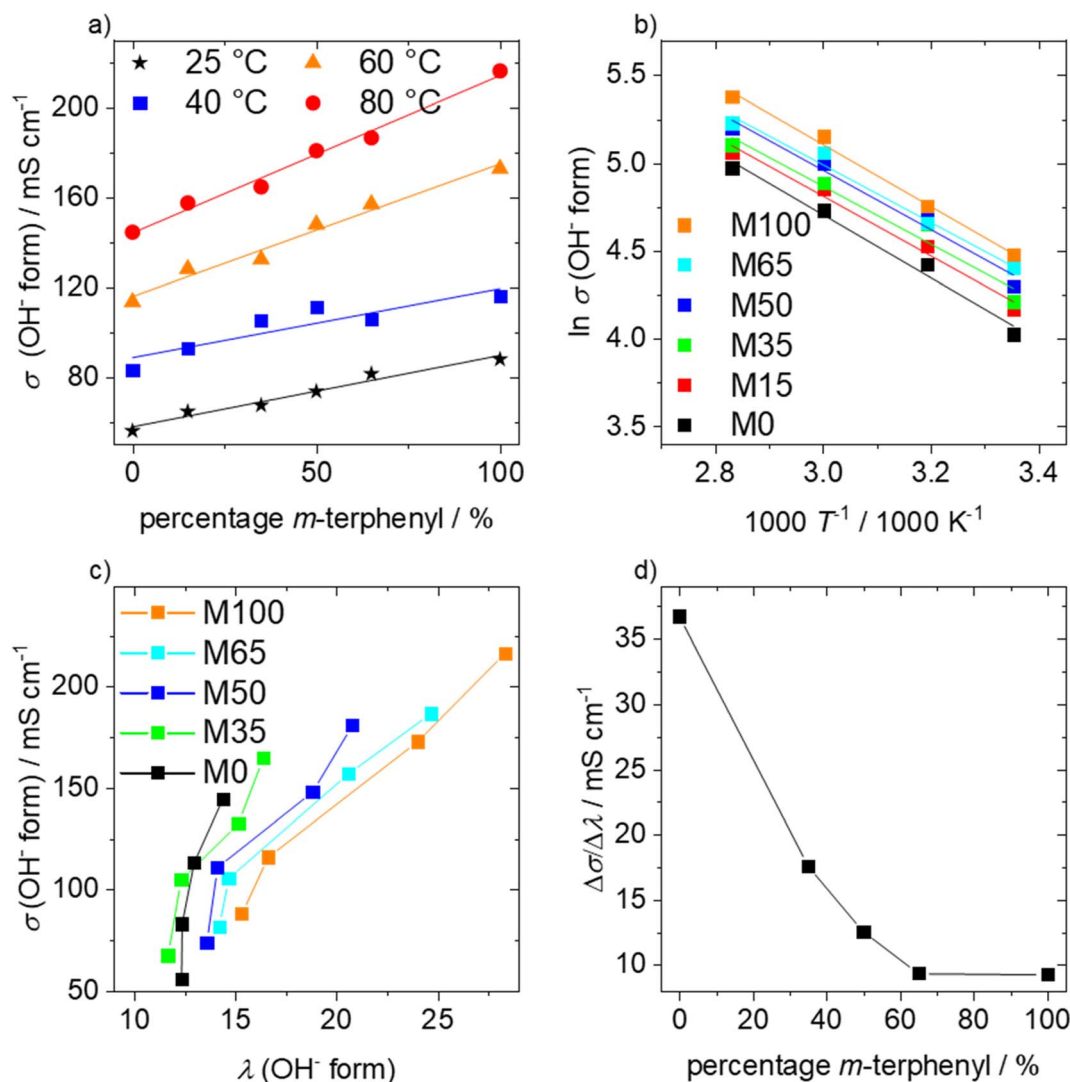 a)
25 °C
60 °C
40 °C
80 °C
200
160
120
80
σ (OH⁻ form) / mS cm⁻¹
0
50
100
percentage m-terphenyl / %
b)
5.5
5.0
4.5
4.0
3.5
ln σ (OH⁻ form)
M100
M65
M50
M35
M15
M0
2.8
3.0
3.2
3.4
1000 T⁻¹ / 1000 K⁻¹
c)
M100
M65
M50
M35
M0
200
150
100
50
σ (OH⁻ form) / mS cm⁻¹
10
15
20
25
λ (OH⁻ form)
d)
35
30
25
20
15
10
Δσ/Δλ / mS cm⁻¹
0
20
40
60
80
100
percentage m-terphenyl / %